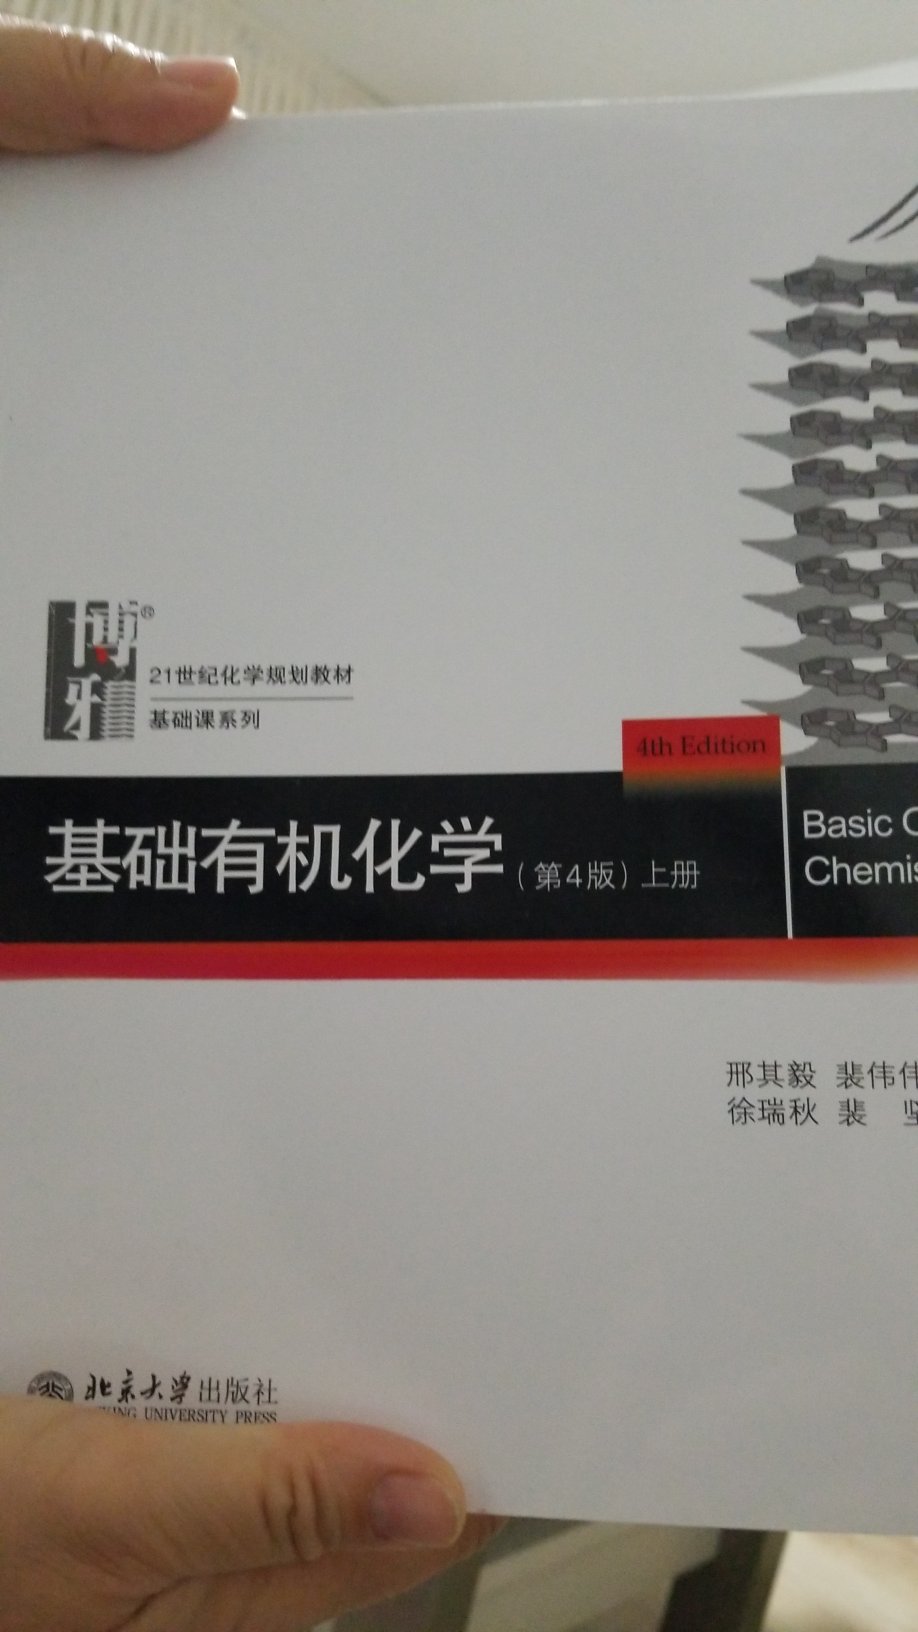 博雅®
21世纪化学规划教材
基础课系列
4th Edition
基础有机化学（第4版）上册
Basic
Chemis
邢其毅 裴伟伟
徐瑞秋 裴 坚
北京大学出版社
UNIVERSITY PRESS